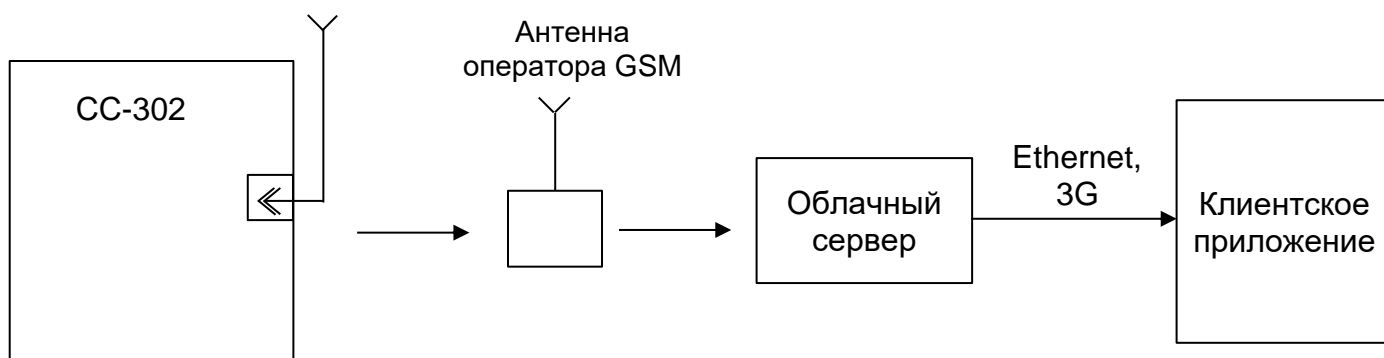 СС-302
Антенна
оператора GSM
Облачный
сервер
Ethernet,
3G
Клиентское
приложение